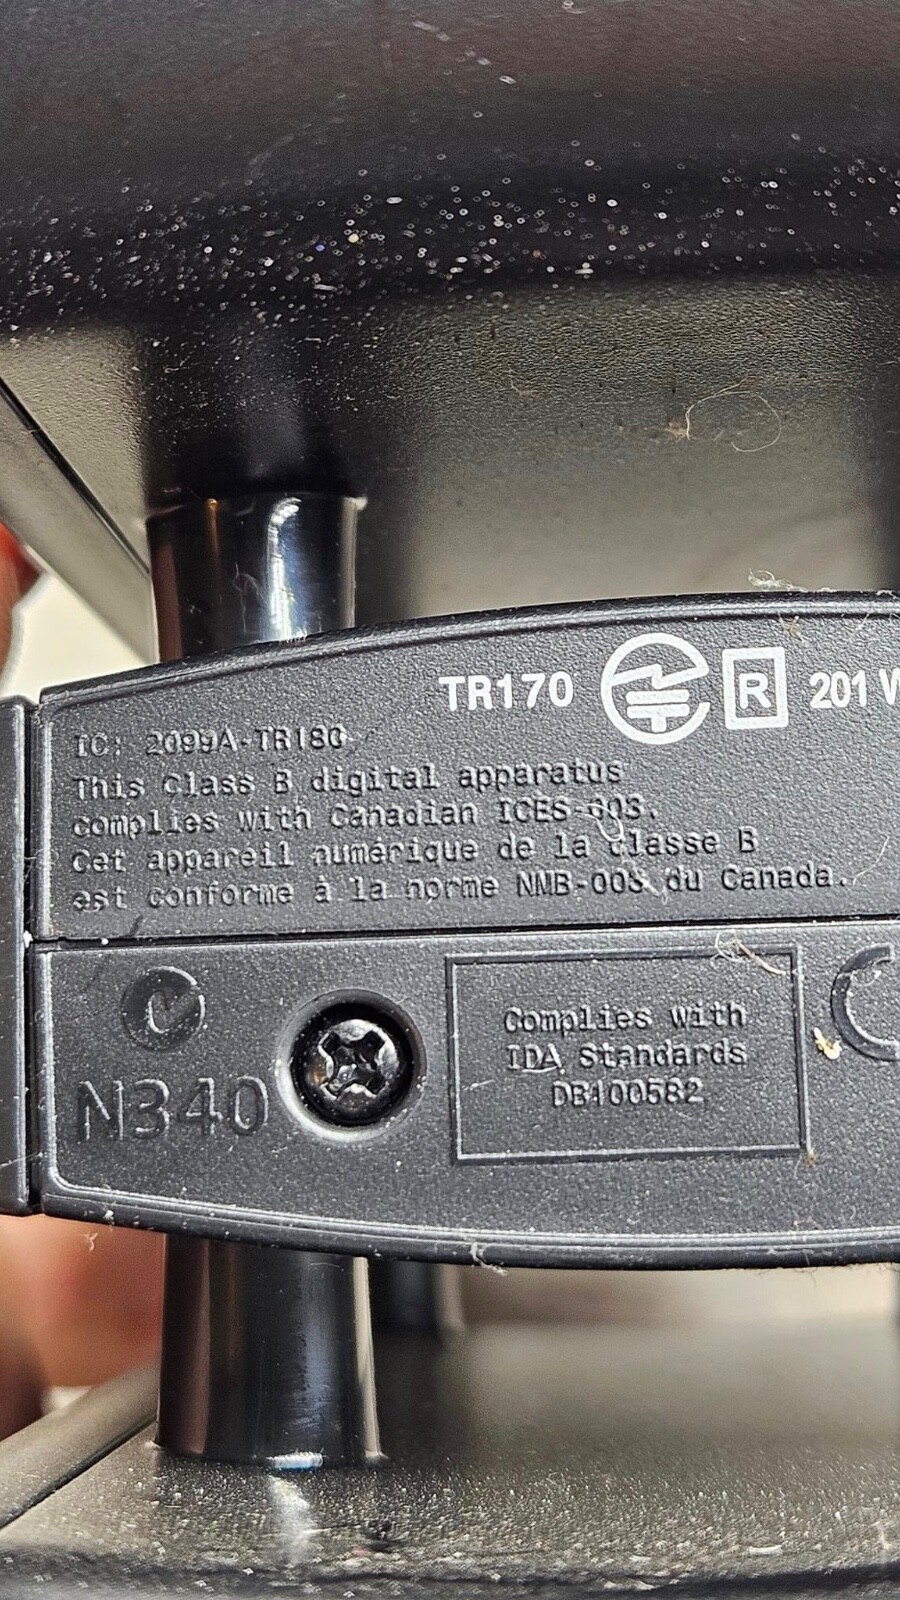 TR170 R 201 W
IC: 2099A-TR180
This Class B digital apparatus
complies with Canadian ICES-003.
Cet appareil numérique de la classe B
est conforme à la norme NMB-003 du Canada.
N340
Complies with
IDA Standards
DB100582